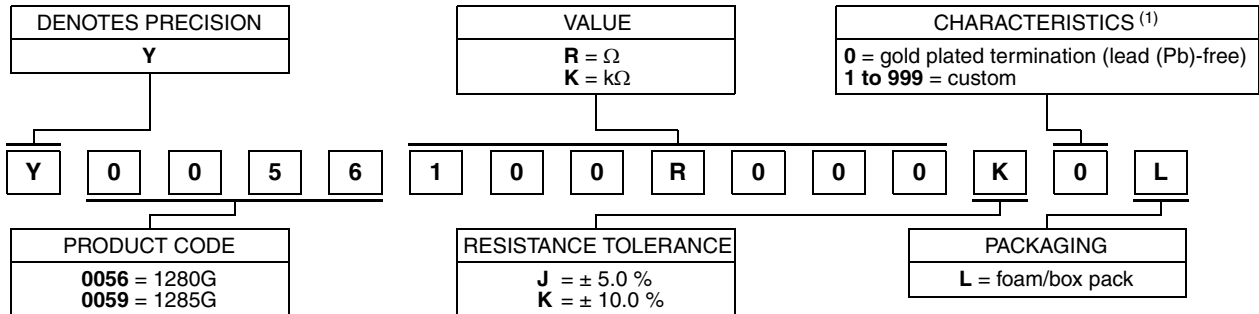 DENOTES PRECISION
Y
VALUE
R = Ω
K = kΩ
CHARACTERISTICS (1)
0 = gold plated termination (lead (Pb)-free)
1 to 999 = custom
Y 0 0 5 6 1 0 0 R 0 0 0 K 0 L
PRODUCT CODE
0056 = 1280G
0059 = 1285G
RESISTANCE TOLERANCE
J = ± 5.0 %
K = ± 10.0 %
PACKAGING
L = foam/box pack